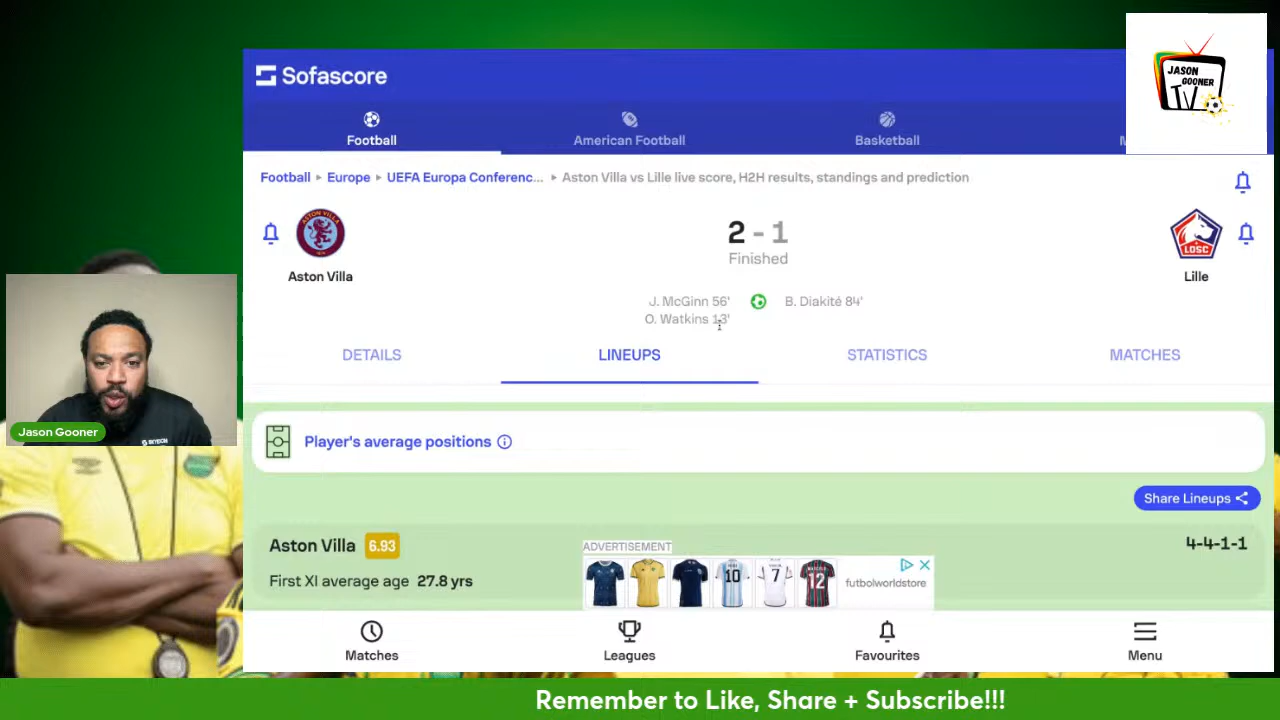 JASON
GOONER
TV
Sofascore
Football
American Football
Basketball
M
Football ▸ Europe ▸ UEFA Europa Conferenc... ▸ Aston Villa vs Lille live score, H2H results, standings and prediction
2 - 1
Finished
ASTON VILLA
LOSC
Aston Villa
Lille
J. McGinn 56' B. Diakité 84'
O. Watkins 13'
DETAILS
LINEUPS
STATISTICS
MATCHES
Player's average positions
Share Lineups
Jason Gooner
Aston Villa 6.93
4-4-1-1
First XI average age 27.8 yrs
ADVERTISEMENT
10
7
12
futbolworldstore
Matches
Leagues
Favourites
Menu
Remember to Like, Share + Subscribe!!!